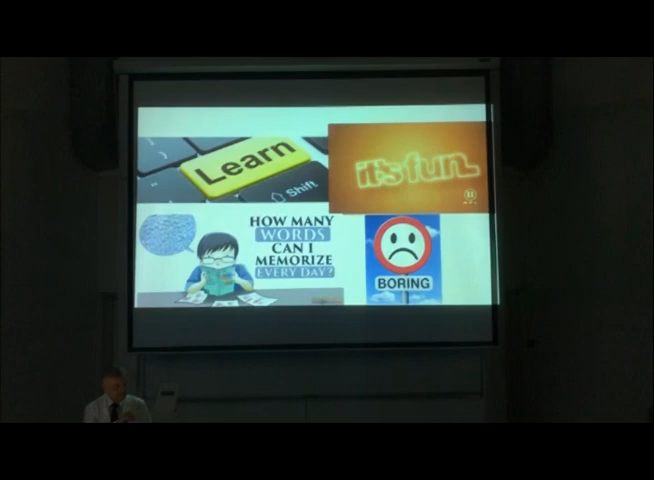 Learn
Shift
it's fun
HOW MANY
WORDS
CAN I
MEMORIZE
EVERY DAY?
BORING